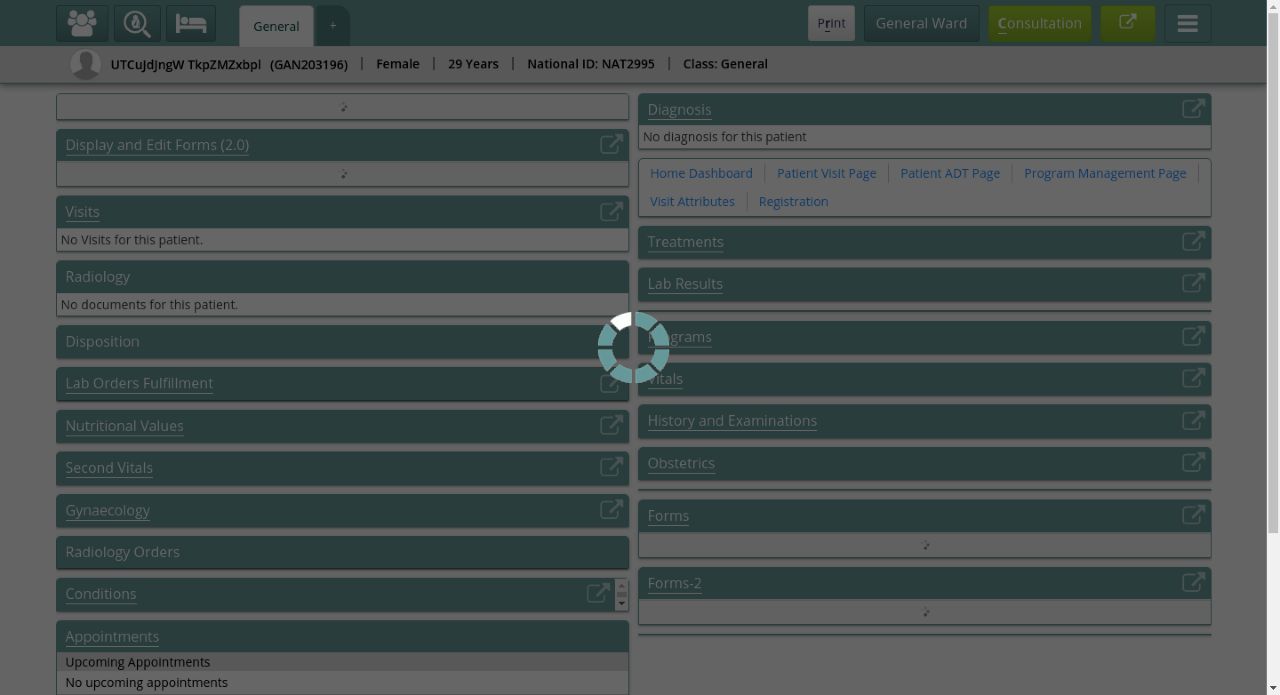 General
+
Print
General Ward
Consultation
UTCuJdJngW TkpZMZxbpl (GAN203196) | Female | 29 Years | National ID: NAT2995 | Class: General
Display and Edit Forms (2.0)
Visits
No Visits for this patient.
Radiology
No documents for this patient.
Disposition
Lab Orders Fulfillment
Nutritional Values
Second Vitals
Gynaecology
Radiology Orders
Conditions
Appointments
Upcoming Appointments
No upcoming appointments
Diagnosis
No diagnosis for this patient
Home Dashboard | Patient Visit Page | Patient ADT Page | Program Management Page |
Visit Attributes | Registration
Treatments
Lab Results
Vitals
History and Examinations
Obstetrics
Forms
Forms-2